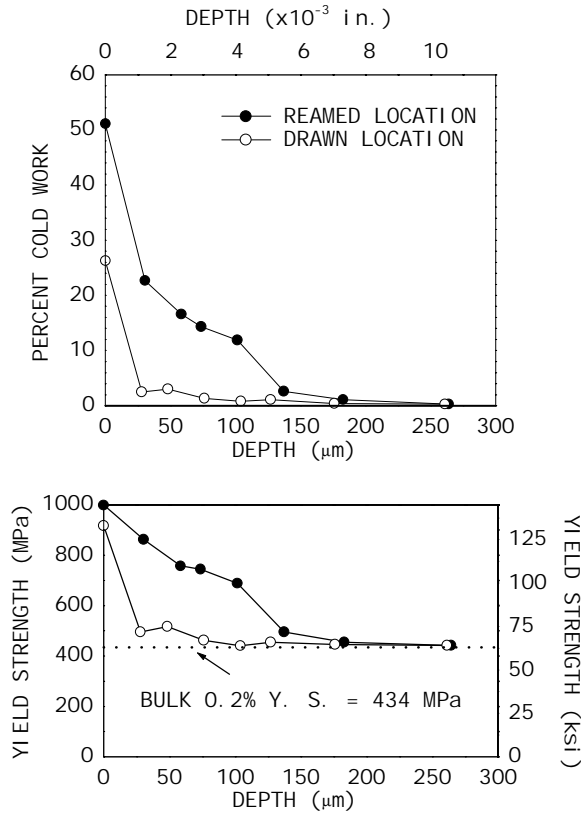 DEPTH (x10⁻³ in.)
0 2 4 6 8 10
60
50
40
30
20
10
0
PERCENT COLD WORK
REAMED LOCATION
DRAWN LOCATION
0 50 100 150 200 250 300
DEPTH (μm)
1000
800
600
400
200
0
YIELD STRENGTH (MPa)
125
100
75
50
25
0
YIELD STRENGTH (ksi)
BULK 0.2% Y. S. = 434 MPa
0 50 100 150 200 250 300
DEPTH (μm)